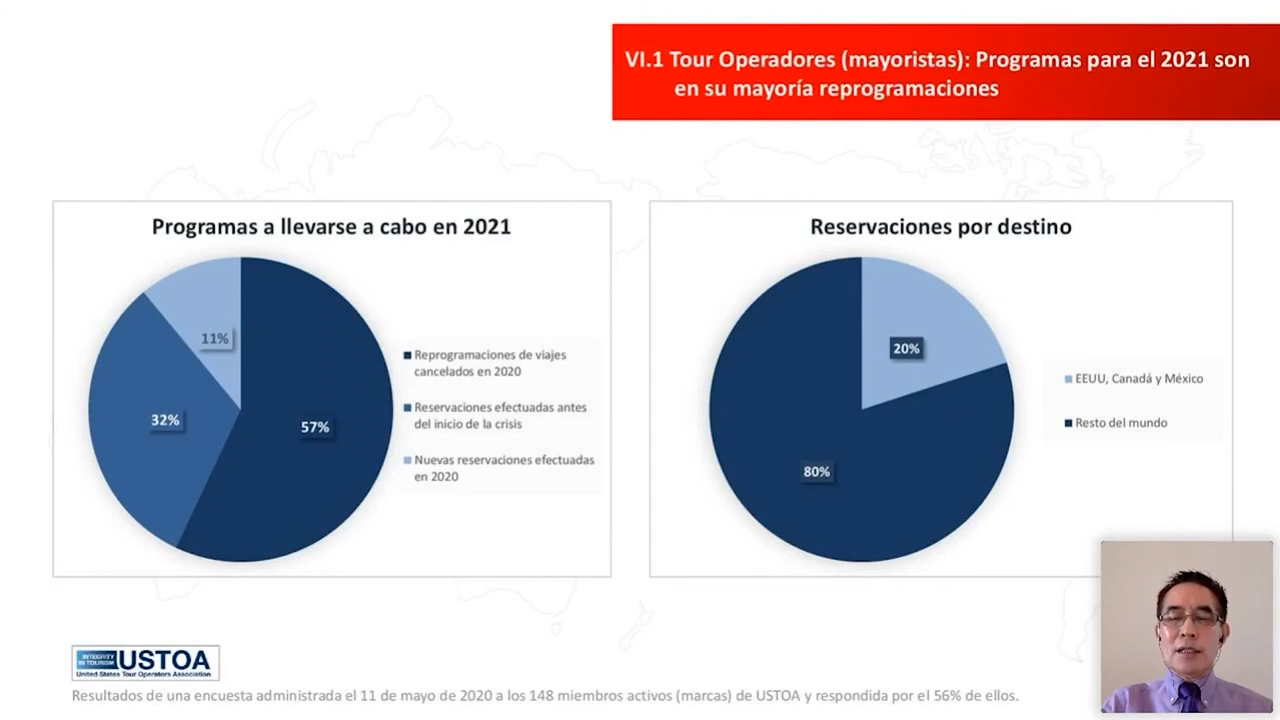 VI.1 Tour Operadores (mayoristas): Programas para el 2021 son
en su mayoría reprogramaciones
Programas a llevarse a cabo en 2021
11%
32%
57%
Reprogramaciones de viajes
cancelados en 2020
Reservaciones efectuadas antes
del inicio de la crisis
Nuevas reservaciones efectuadas
en 2020
Reservaciones por destino
20%
80%
EEUU, Canadá y México
Resto del mundo
INTEGRITY
IN TOURISM
USTOA
United States Tour Operators Association
Resultados de una encuesta administrada el 11 de mayo de 2020 a los 148 miembros activos (marcas) de USTOA y respondida por el 56% de ellos.